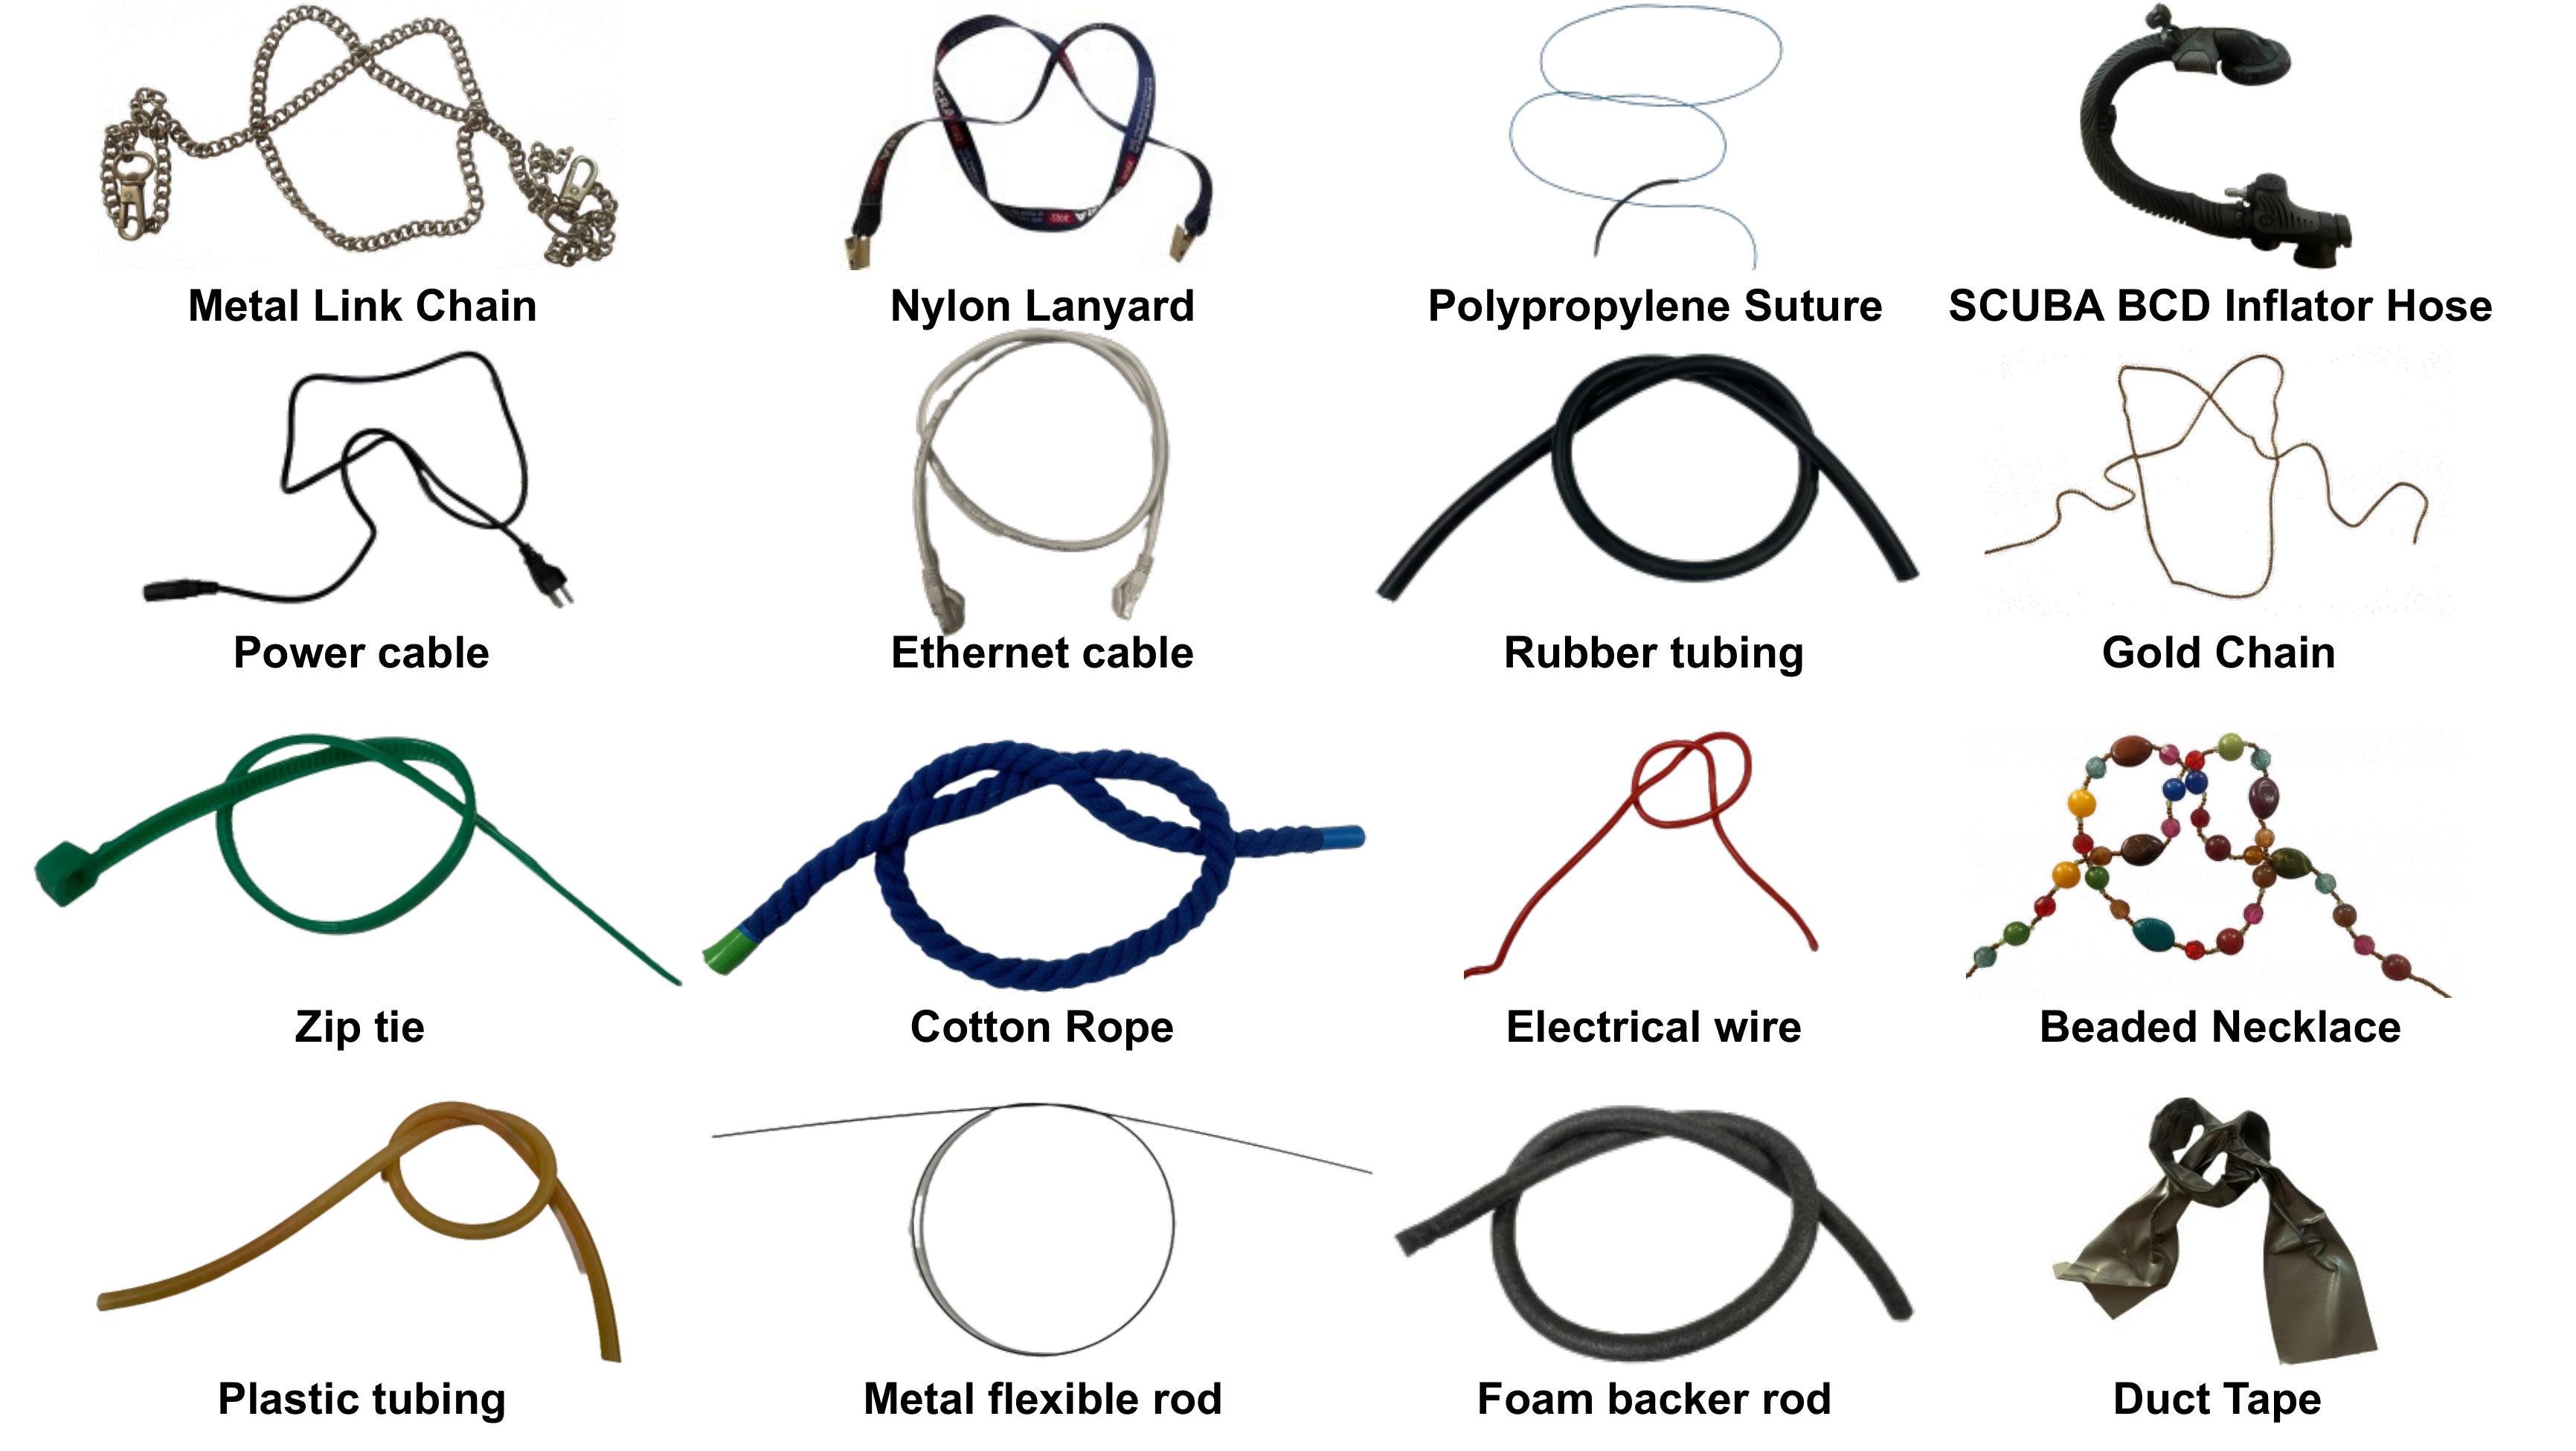 Metal Link Chain
Nylon Lanyard
Polypropylene Suture
SCUBA BCD Inflator Hose
Power cable
Ethernet cable
Rubber tubing
Gold Chain
Zip tie
Cotton Rope
Electrical wire
Beaded Necklace
Plastic tubing
Metal flexible rod
Foam backer rod
Duct Tape